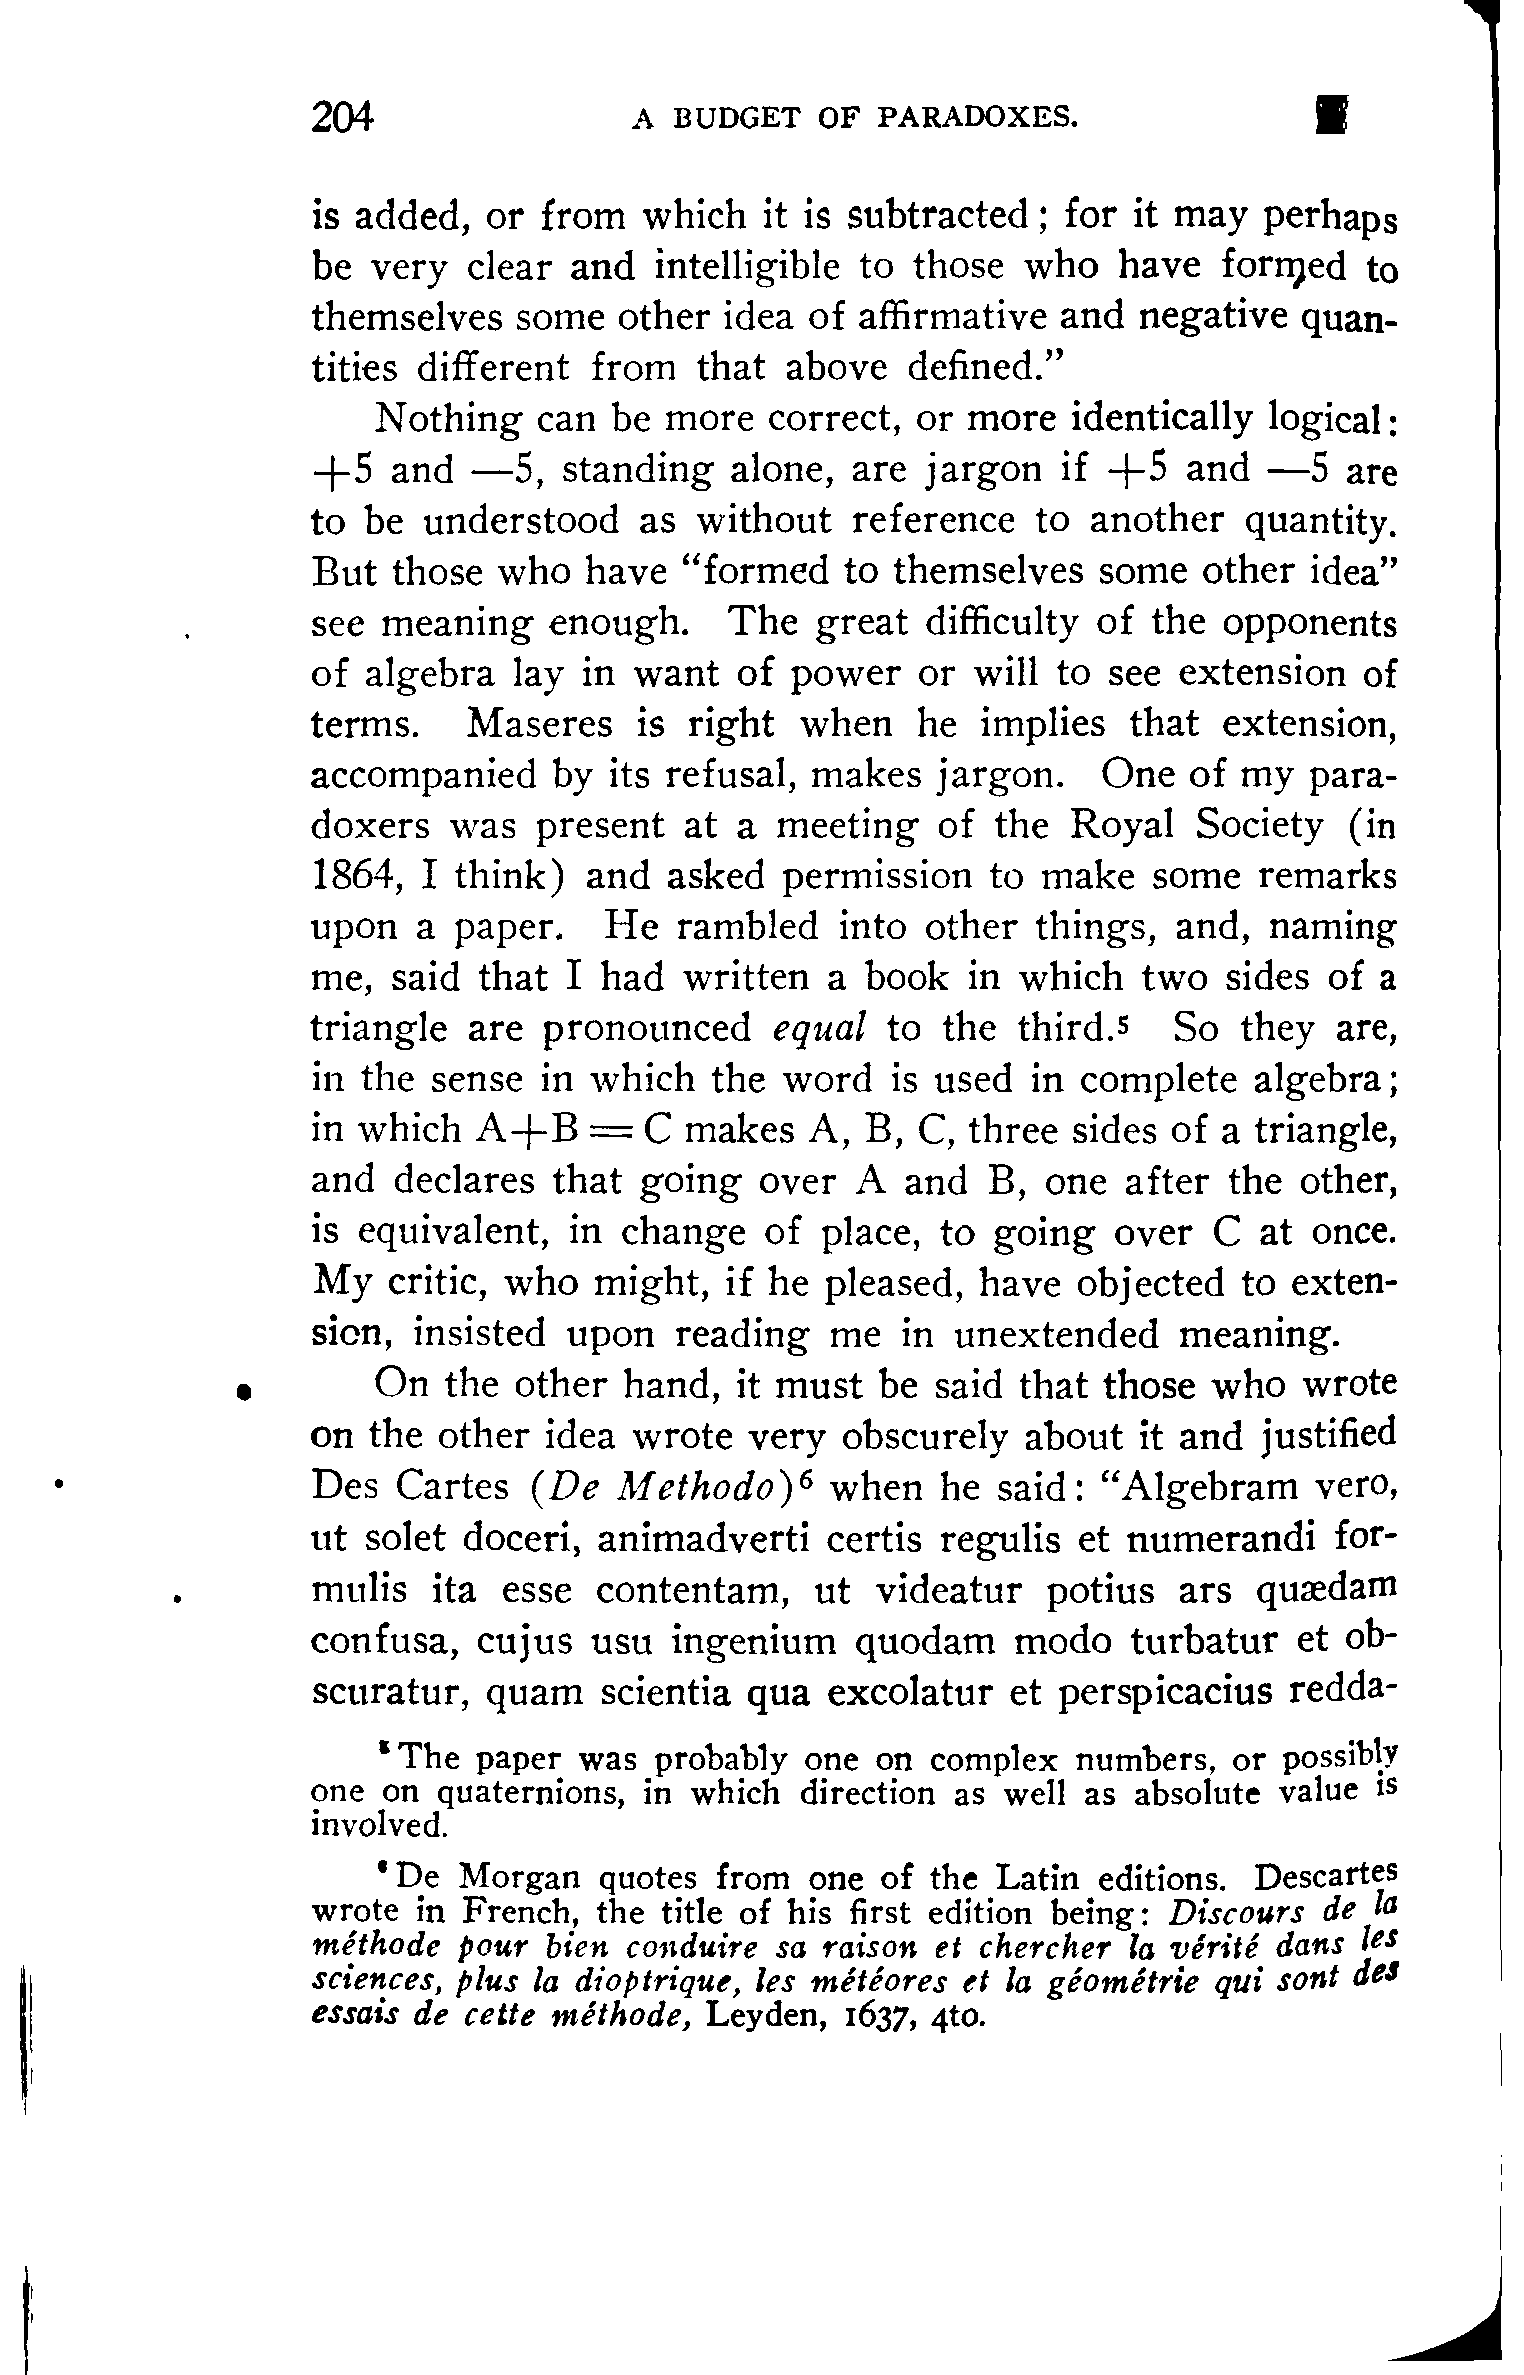 204 A BUDGET OF PARADOXES.
is added, or from which it is subtracted; for it may perhaps
be very clear and intelligible to those who have formed to
themselves some other idea of affirmative and negative quan-
tities different from that above defined."
Nothing can be more correct, or more identically logical:
+5 and —5, standing alone, are jargon if +5 and —5 are
to be understood as without reference to another quantity.
But those who have "formed to themselves some other idea"
see meaning enough. The great difficulty of the opponents
of algebra lay in want of power or will to see extension of
terms. Maseres is right when he implies that extension,
accompanied by its refusal, makes jargon. One of my para-
doxers was present at a meeting of the Royal Society (in
1864, I think) and asked permission to make some remarks
upon a paper. He rambled into other things, and, naming
me, said that I had written a book in which two sides of a
triangle are pronounced equal to the third.⁵ So they are,
in the sense in which the word is used in complete algebra;
in which A+B = C makes A, B, C, three sides of a triangle,
and declares that going over A and B, one after the other,
is equivalent, in change of place, to going over C at once.
My critic, who might, if he pleased, have objected to exten-
sion, insisted upon reading me in unextended meaning.
On the other hand, it must be said that those who wrote
on the other idea wrote very obscurely about it and justified
Des Cartes (De Methodo)⁶ when he said: "Algebram vero,
ut solet doceri, animadverti certis regulis et numerandi for-
mulis ita esse contentam, ut videatur potius ars quædam
confusa, cujus usu ingenium quodam modo turbatur et ob-
scuratur, quam scientia qua excolatur et perspicacius redda-
⁵ The paper was probably one on complex numbers, or possibly
one on quaternions, in which direction as well as absolute value is
involved.
⁶ De Morgan quotes from one of the Latin editions. Descartes
wrote in French, the title of his first edition being: Discours de la
méthode pour bien conduire sa raison et chercher la vérité dans les
sciences, plus la dioptrique, les météores et la géométrie qui sont des
essais de cette méthode, Leyden, 1637, 4to.